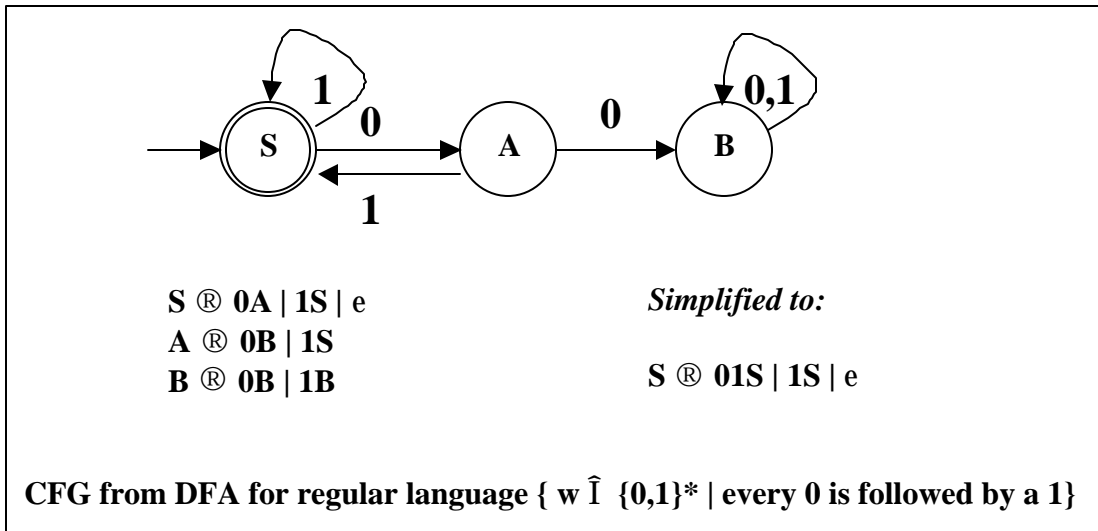 1
0
0
0,1
S
A
B
1
S ® 0A | 1S | e
A ® 0B | 1S
B ® 0B | 1B
Simplified to:
S ® 01S | 1S | e
CFG from DFA for regular language { w Î {0,1}* | every 0 is followed by a 1}